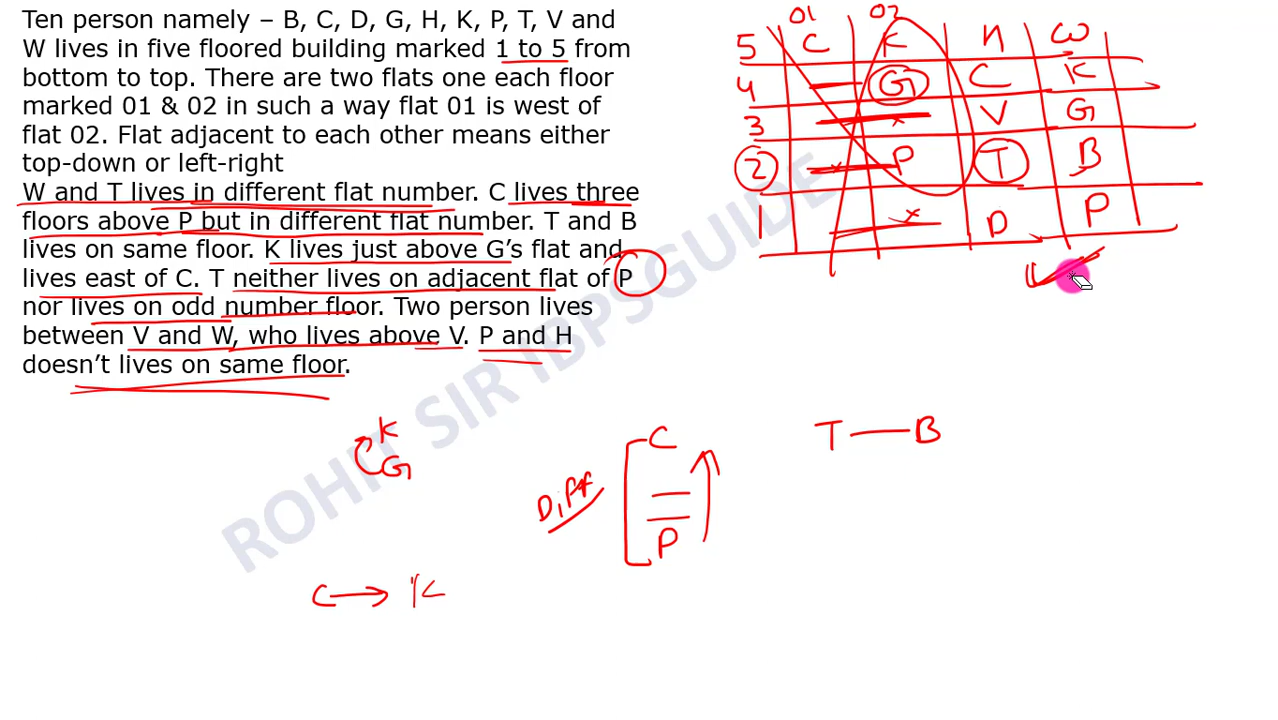 Ten person namely – B, C, D, G, H, K, P, T, V and
W lives in five floored building marked 1 to 5 from
bottom to top. There are two flats one each floor
marked 01 & 02 in such a way flat 01 is west of
flat 02. Flat adjacent to each other means either
top-down or left-right
W and T lives in different flat number. C lives three
floors above P but in different flat number. T and B
lives on same floor. K lives just above G's flat and
lives east of C. T neither lives on adjacent flat of P
nor lives on odd number floor. Two person lives
between V and W, who lives above V. P and H
doesn't lives on same floor.
01 02
5 C K H W
4 G C K
3 V G
2 P T B
1 D P
K
G
Diff
C
P
T — B
C → K
ROHIT SIR IBPSGUIDE